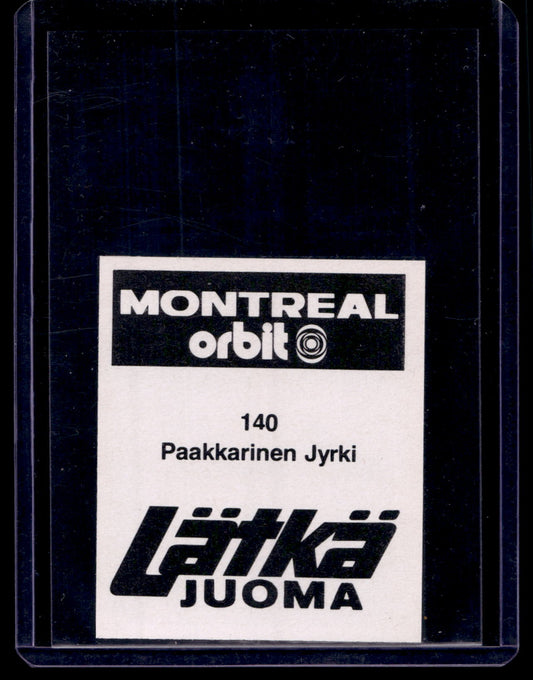 MONTREAL
orbit
140
Paakkarinen Jyrki
Lätkä
JUOMA